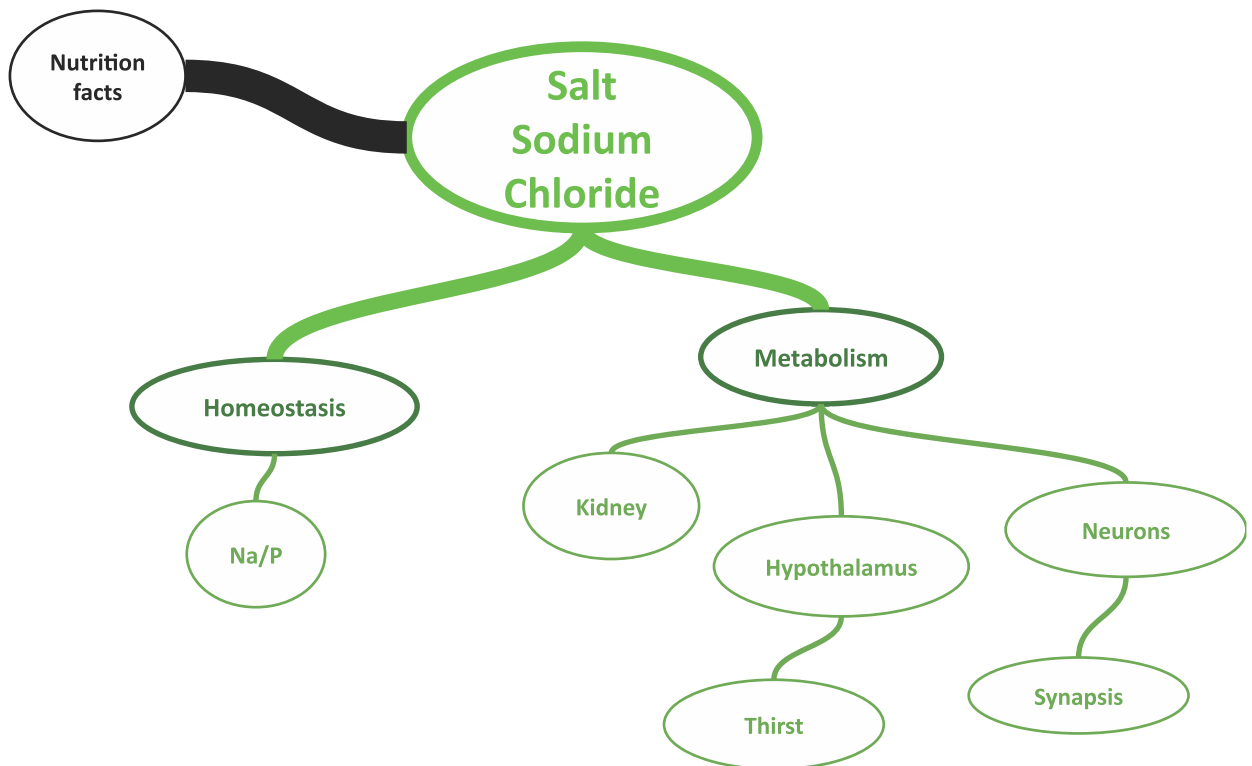 Nutrition
facts
Salt
Sodium
Chloride
Homeostasis
Metabolism
Na/P
Kidney
Hypothalamus
Neurons
Thirst
Synapsis